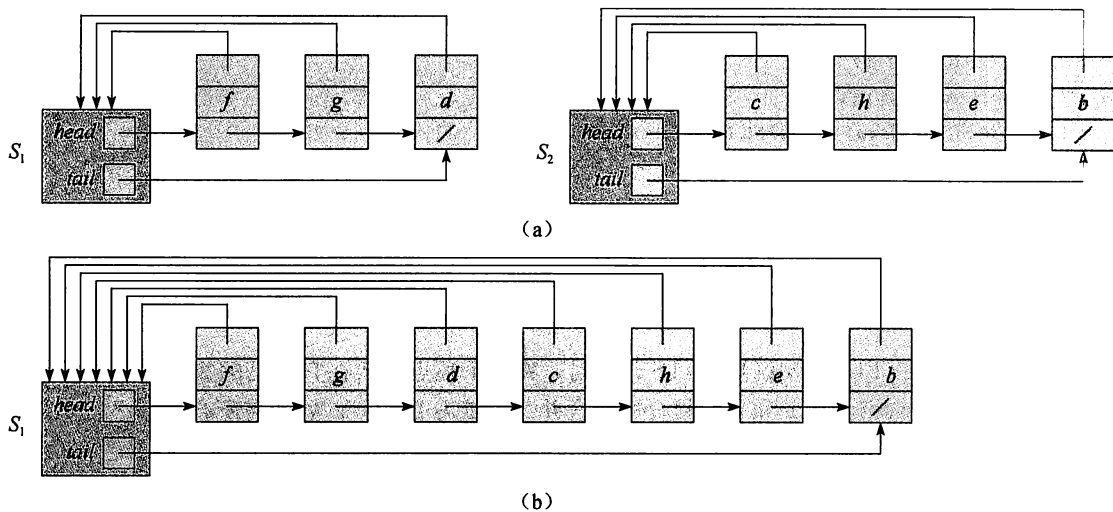 f g d
head
S₁
tail
c h e b
head
S₂
tail
(a)
f g d c h e b
head
S₁
tail
(b)